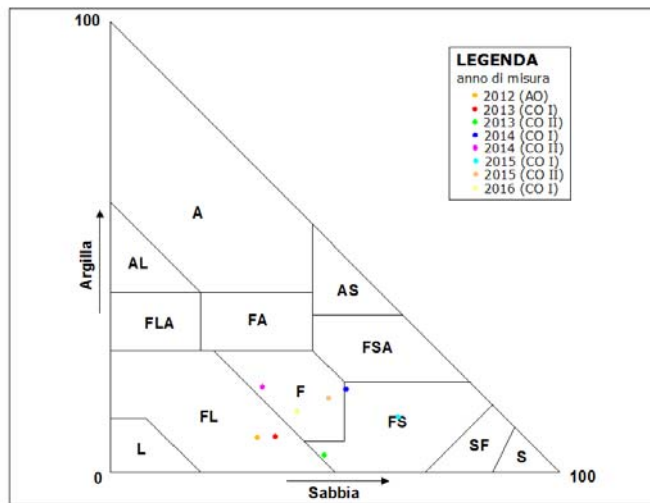 100
LEGENDA
anno di misura
2012 (AO)
2013 (CO I)
2013 (CO II)
2014 (CO I)
2014 (CO II)
2015 (CO I)
2015 (CO II)
2016 (CO I)
A
Argilla
AL
AS
FLA
FA
FSA
F
FL
FS
L
SF
S
0
100
Sabbia